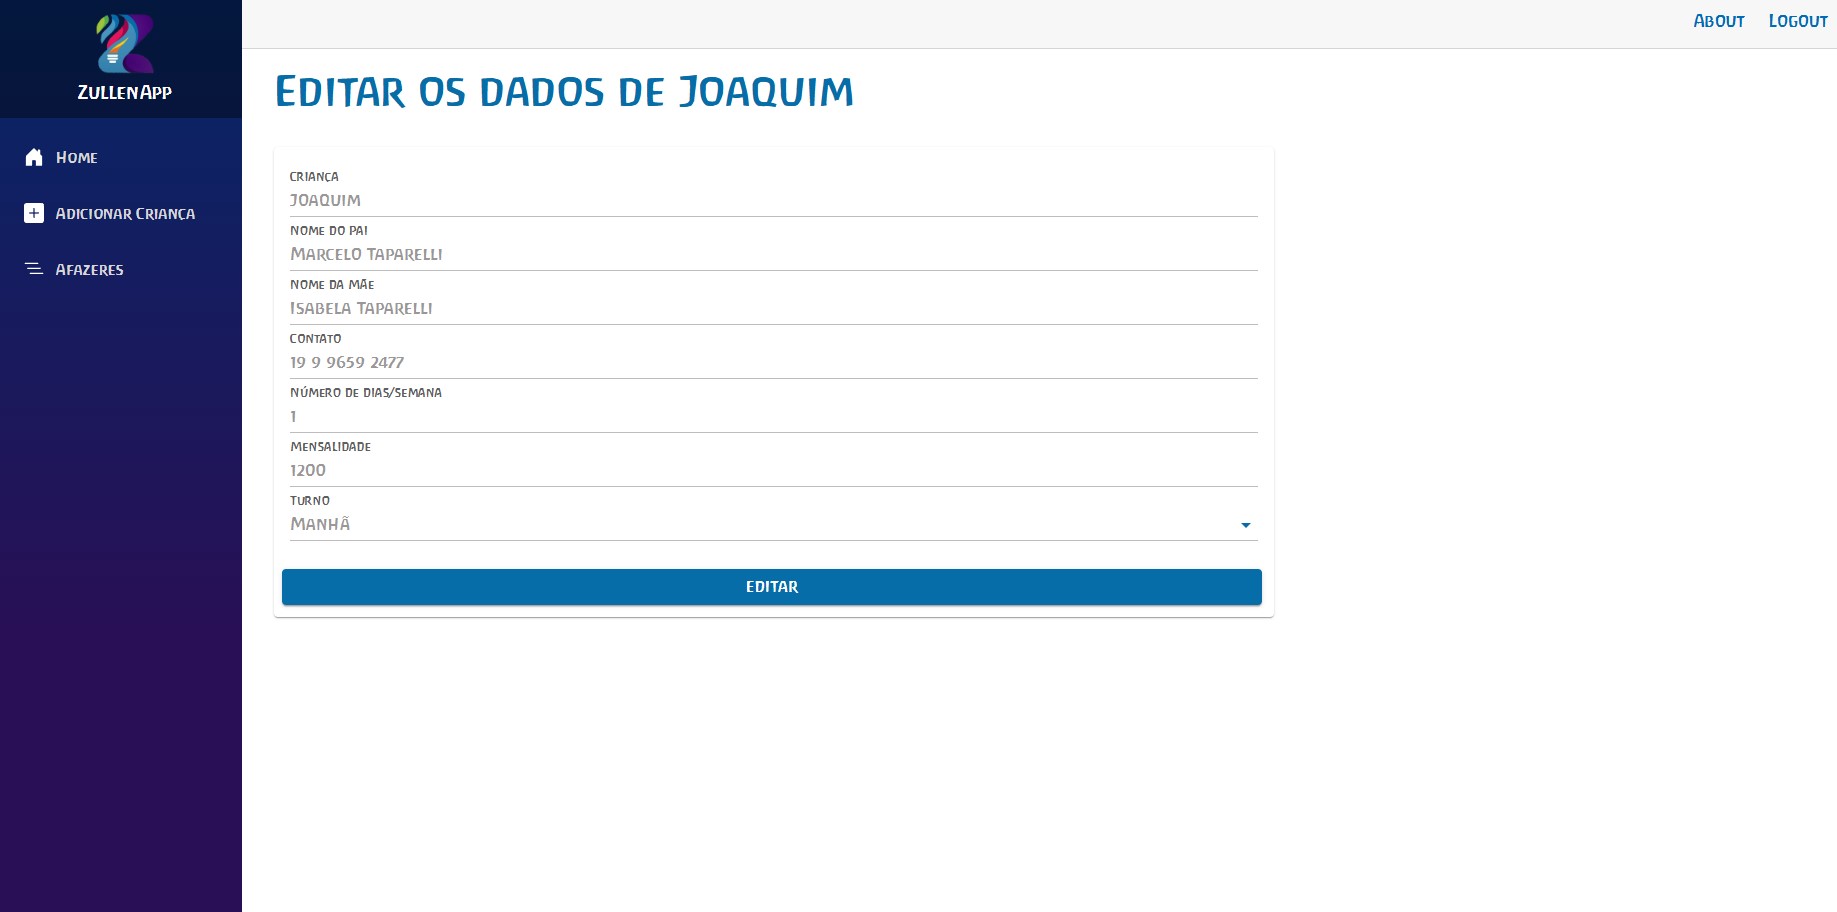 ZullenApp
About
Logout
Home
Adicionar Criança
Afazeres
Editar os dados de Joaquim
Criança
Joaquim
Nome do pai
Marcelo Taparelli
Nome da mãe
Isabela Taparelli
Contato
19 9 9659 2477
Número de dias/semana
1
Mensalidade
1200
Turno
Manhã
EDITAR